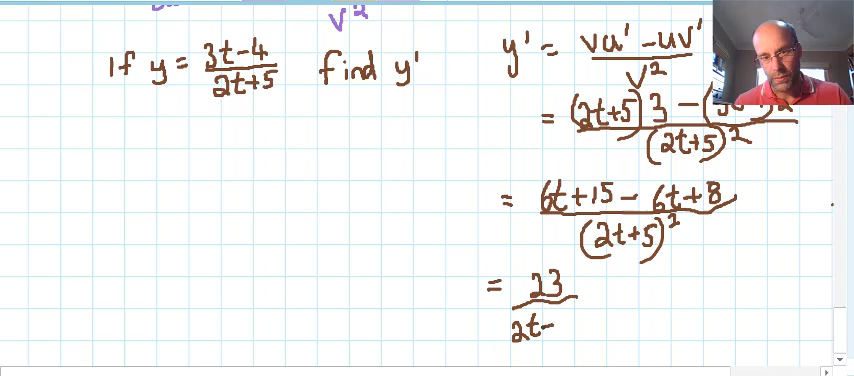 V²
If y = (3t-4)/(2t+5) find y'
y' = (vu' - uv')/V²
= ((2t+5)3 - (
)/(2t+5)²
= (6t+15 - 6t+8)/(2t+5)²
= 23/2t-